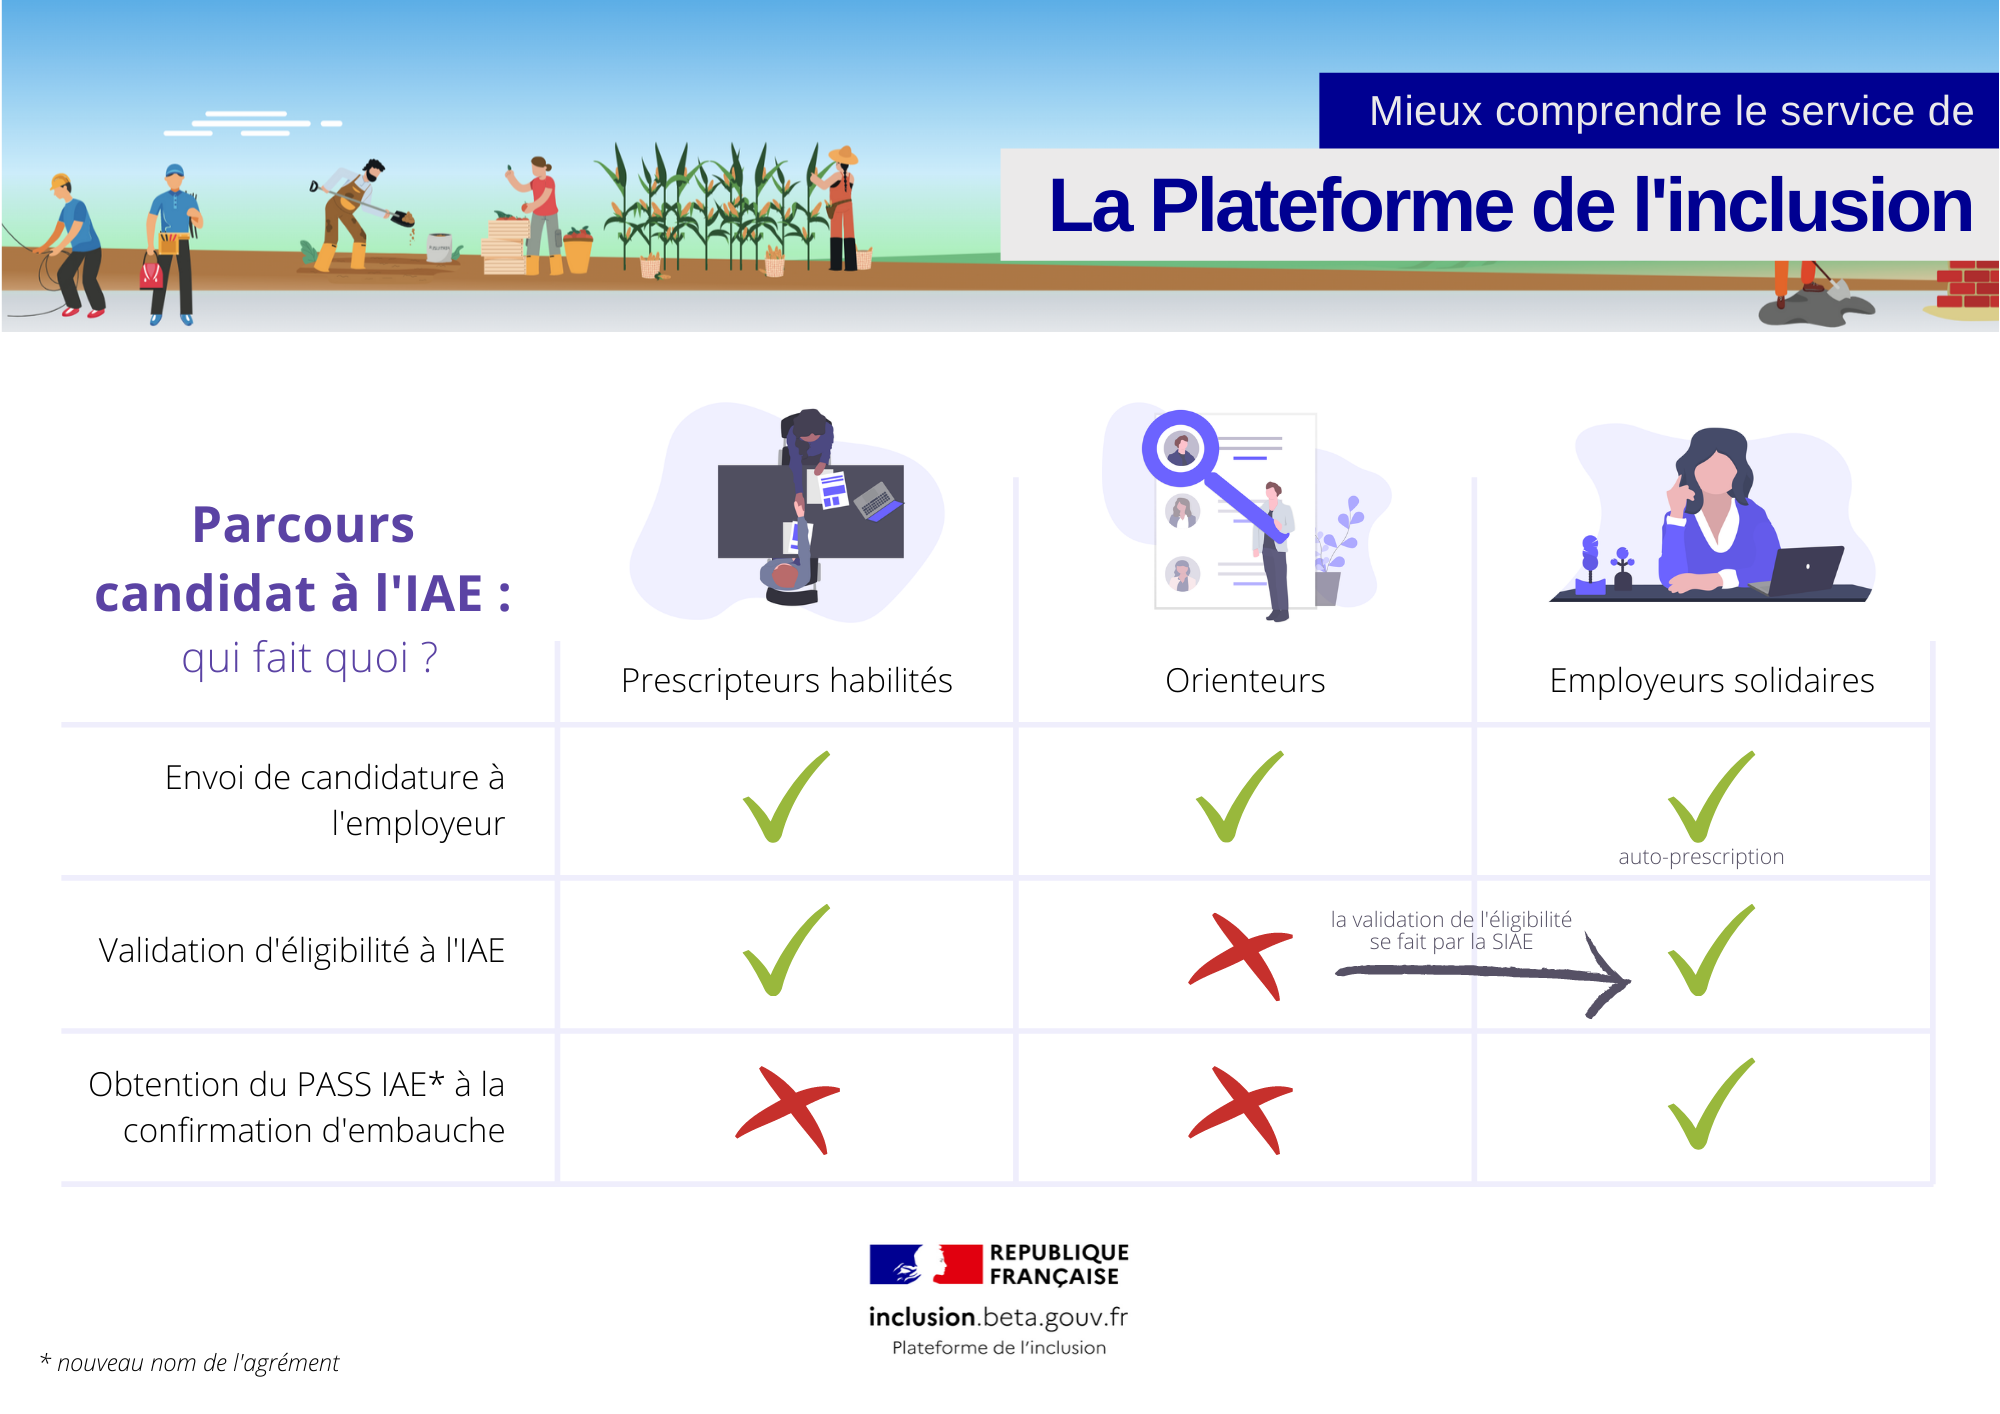 Mieux comprendre le service de
La Plateforme de l'inclusion
Parcours
candidat à l'IAE :
qui fait quoi ?
Prescripteurs habilités
Orienteurs
Employeurs solidaires
Envoi de candidature à
l'employeur
auto-prescription
Validation d'éligibilité à l'IAE
la validation de l'éligibilité
se fait par la SIAE
Obtention du PASS IAE* à la
confirmation d'embauche
REPUBLIQUE
FRANÇAISE
inclusion.beta.gouv.fr
Plateforme de l'inclusion
* nouveau nom de l'agrément